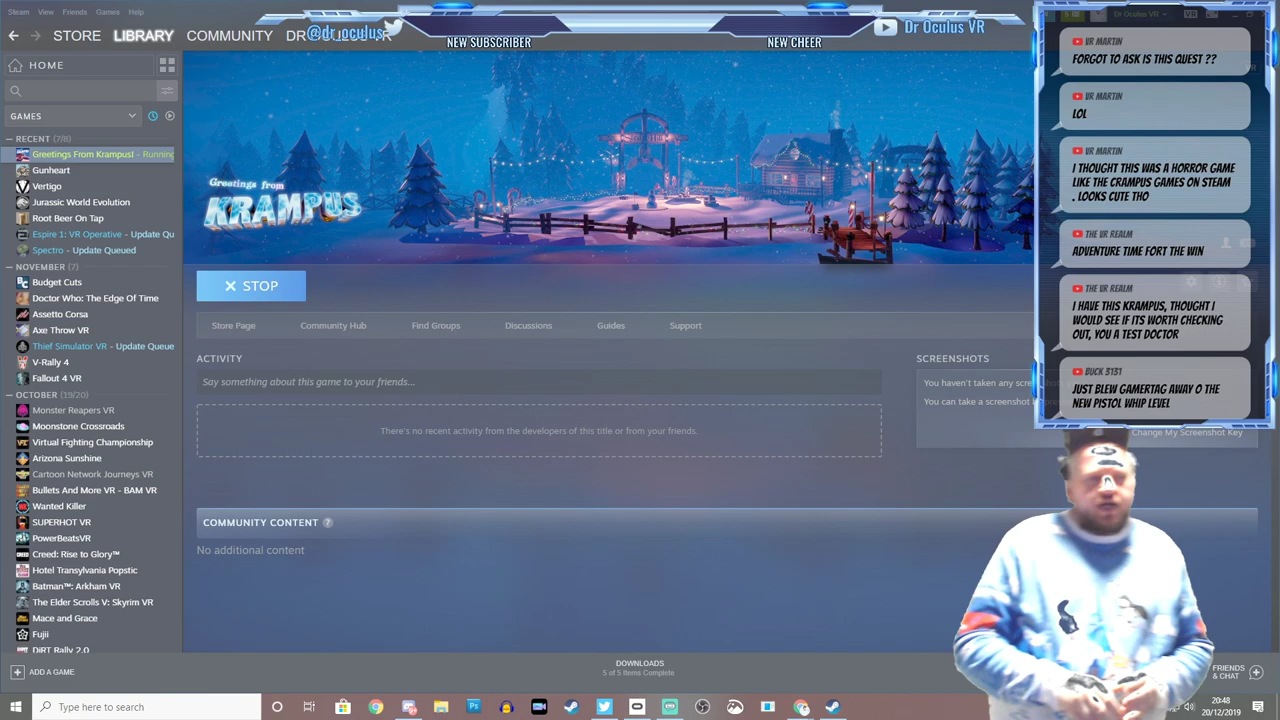 Steam View Friends Games Help
STORE LIBRARY COMMUNITY
@dr_oculus
NEW SUBSCRIBER
NEW CHEER
Dr Oculus VR
Dr Oculus VR
VR
HOME
GAMES
RECENT (7/8)
Greetings From Krampus! - Running
Gunheart
Vertigo
Jurassic World Evolution
Root Beer On Tap
Espire 1: VR Operative - Update Qu
Spectro - Update Queued
NOVEMBER (7)
Budget Cuts
Doctor Who: The Edge Of Time
Assetto Corsa
Axe Throw VR
Thief Simulator VR - Update Queue
V-Rally 4
Fallout 4 VR
OCTOBER (19/20)
Monster Reapers VR
Moonstone Crossroads
Virtual Fighting Championship
Arizona Sunshine
Cartoon Network Journeys VR
Bullets And More VR - BAM VR
Wanted Killer
SUPERHOT VR
PowerBeatsVR
Creed: Rise to Glory™
Hotel Transylvania Popstic
Batman™: Arkham VR
The Elder Scrolls V: Skyrim VR
Mace and Grace
Fujii
DiRT Rally 2.0
ADD A GAME
Greetings from
KRAMPUS
STOP
Store Page Community Hub Find Groups Discussions Guides Support
ACTIVITY
Say something about this game to your friends...
There's no recent activity from the developers of this title or from your friends.
SCREENSHOTS
You haven't taken any scre
You can take a screenshot
Change My Screenshot Key
COMMUNITY CONTENT ?
No additional content
DOWNLOADS
5 of 5 Items Complete
FRIENDS
& CHAT
VR MARTIN
FORGOT TO ASK IS THIS QUEST ??
VR MARTIN
LOL
VR MARTIN
I THOUGHT THIS WAS A HORROR GAME
LIKE THE CRAMPUS GAMES ON STEAM
. LOOKS CUTE THO
THE VR REALM
ADVENTURE TIME FORT THE WIN
THE VR REALM
I HAVE THIS KRAMPUS, THOUGHT I
WOULD SEE IF ITS WORTH CHECKING
OUT, YOU A TEST DOCTOR
BUCK 3131
JUST BLEW GAMERTAG AWAY O THE
NEW PISTOL WHIP LEVEL
Type here to search
20:48
20/12/2019